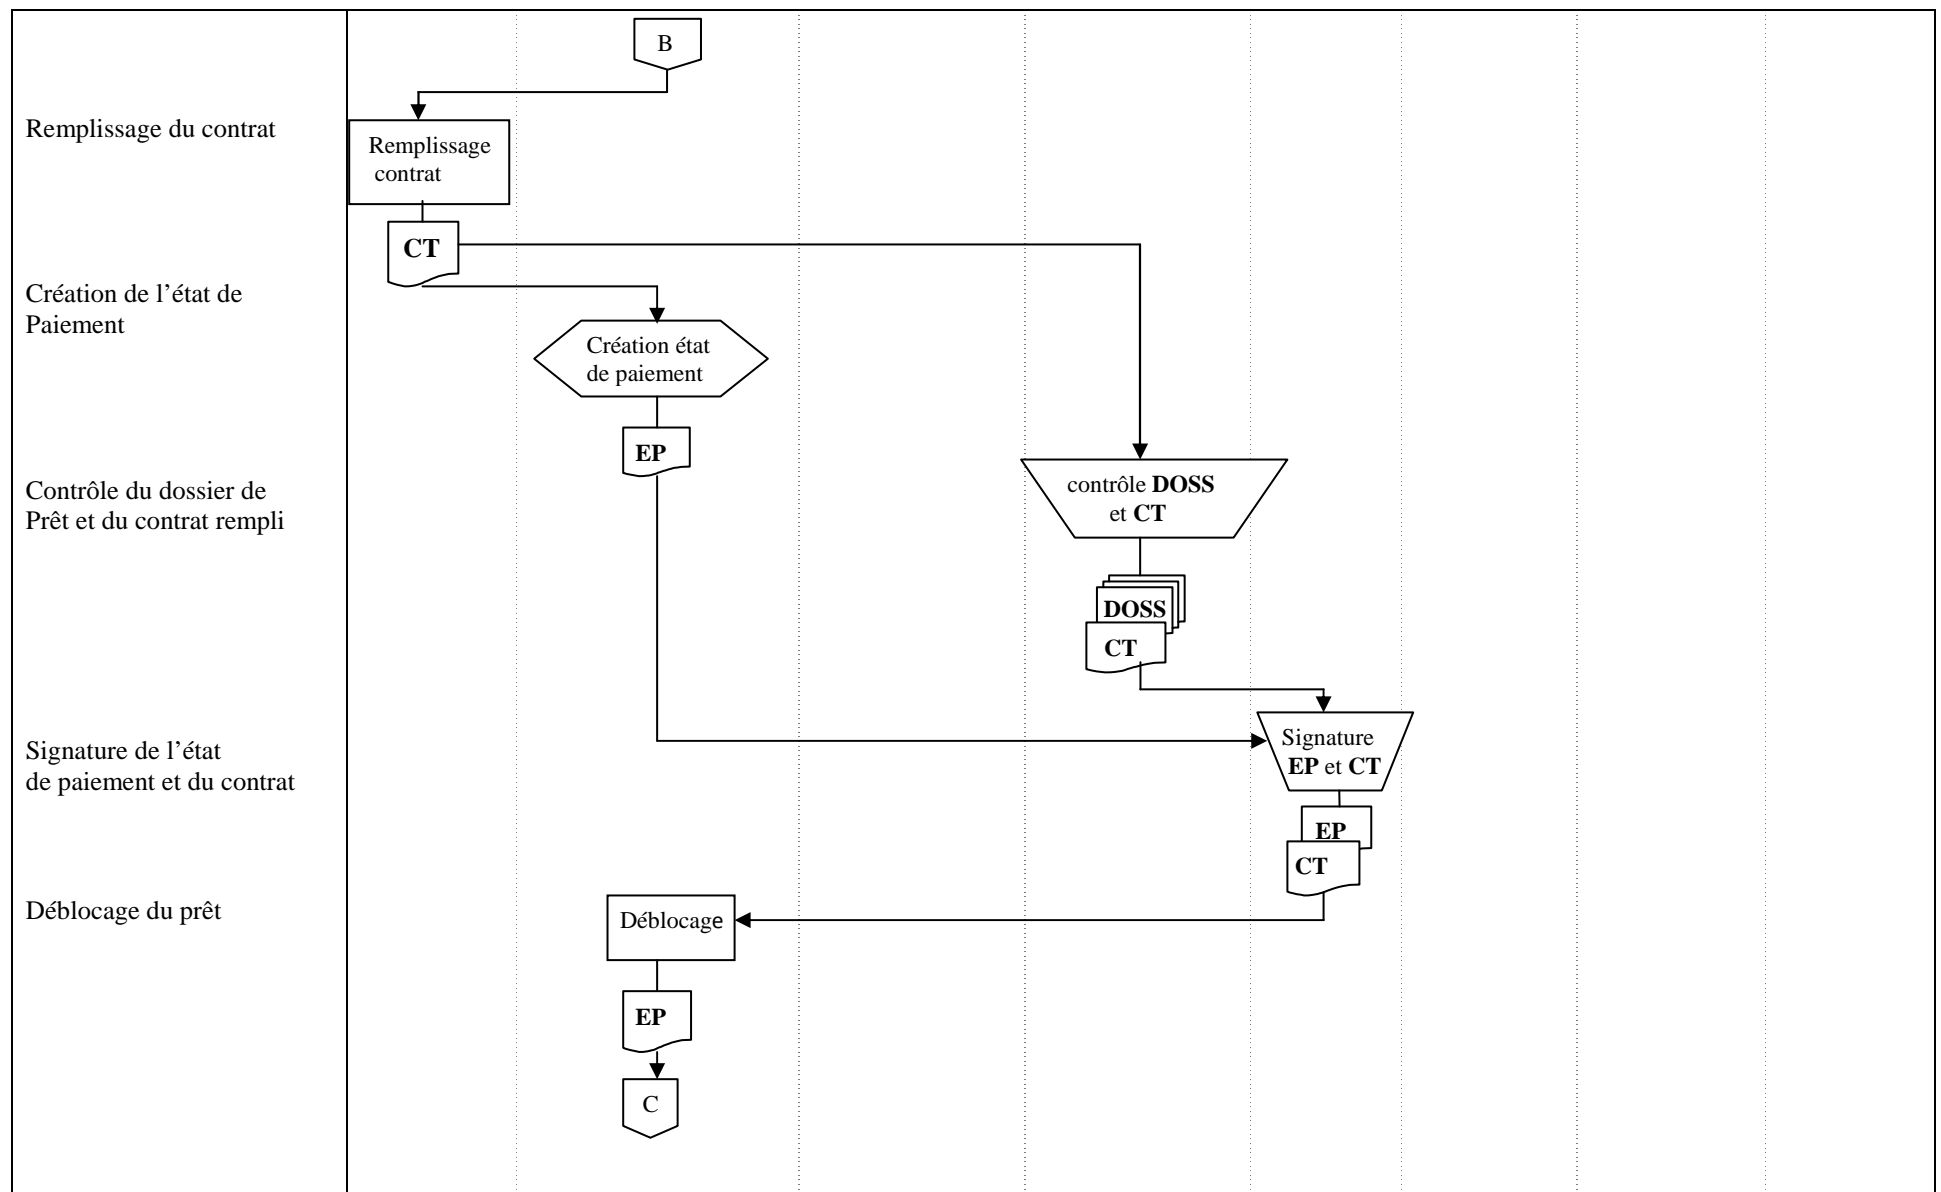 B
Remplissage du contrat
Remplissage
contrat
CT
Création de l’état de
Paiement
Création état
de paiement
EP
Contrôle du dossier de
Prêt et du contrat rempli
contrôle DOSS
et CT
DOSS
CT
Signature de l’état
de paiement et du contrat
Signature
EP et CT
EP
CT
Déblocage du prêt
Déblocage
EP
C